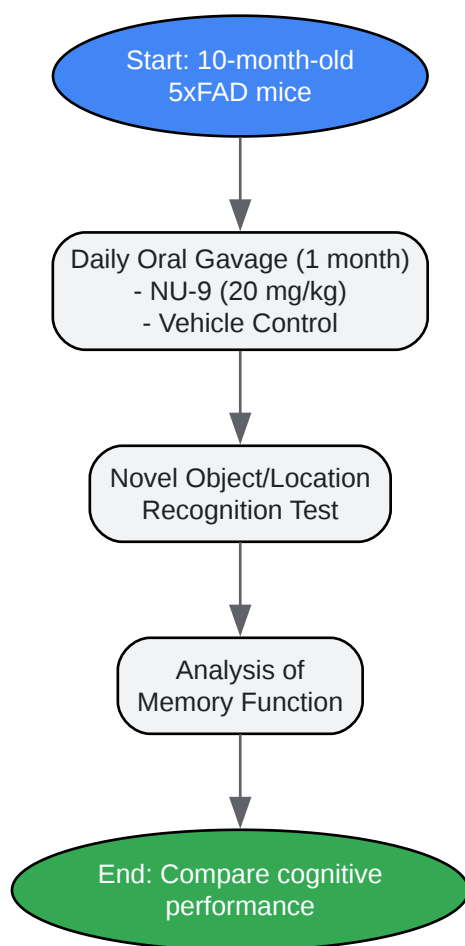 Start: 10-month-old
5xFAD mice
Daily Oral Gavage (1 month)
- NU-9 (20 mg/kg)
- Vehicle Control
Novel Object/Location
Recognition Test
Analysis of
Memory Function
End: Compare cognitive
performance